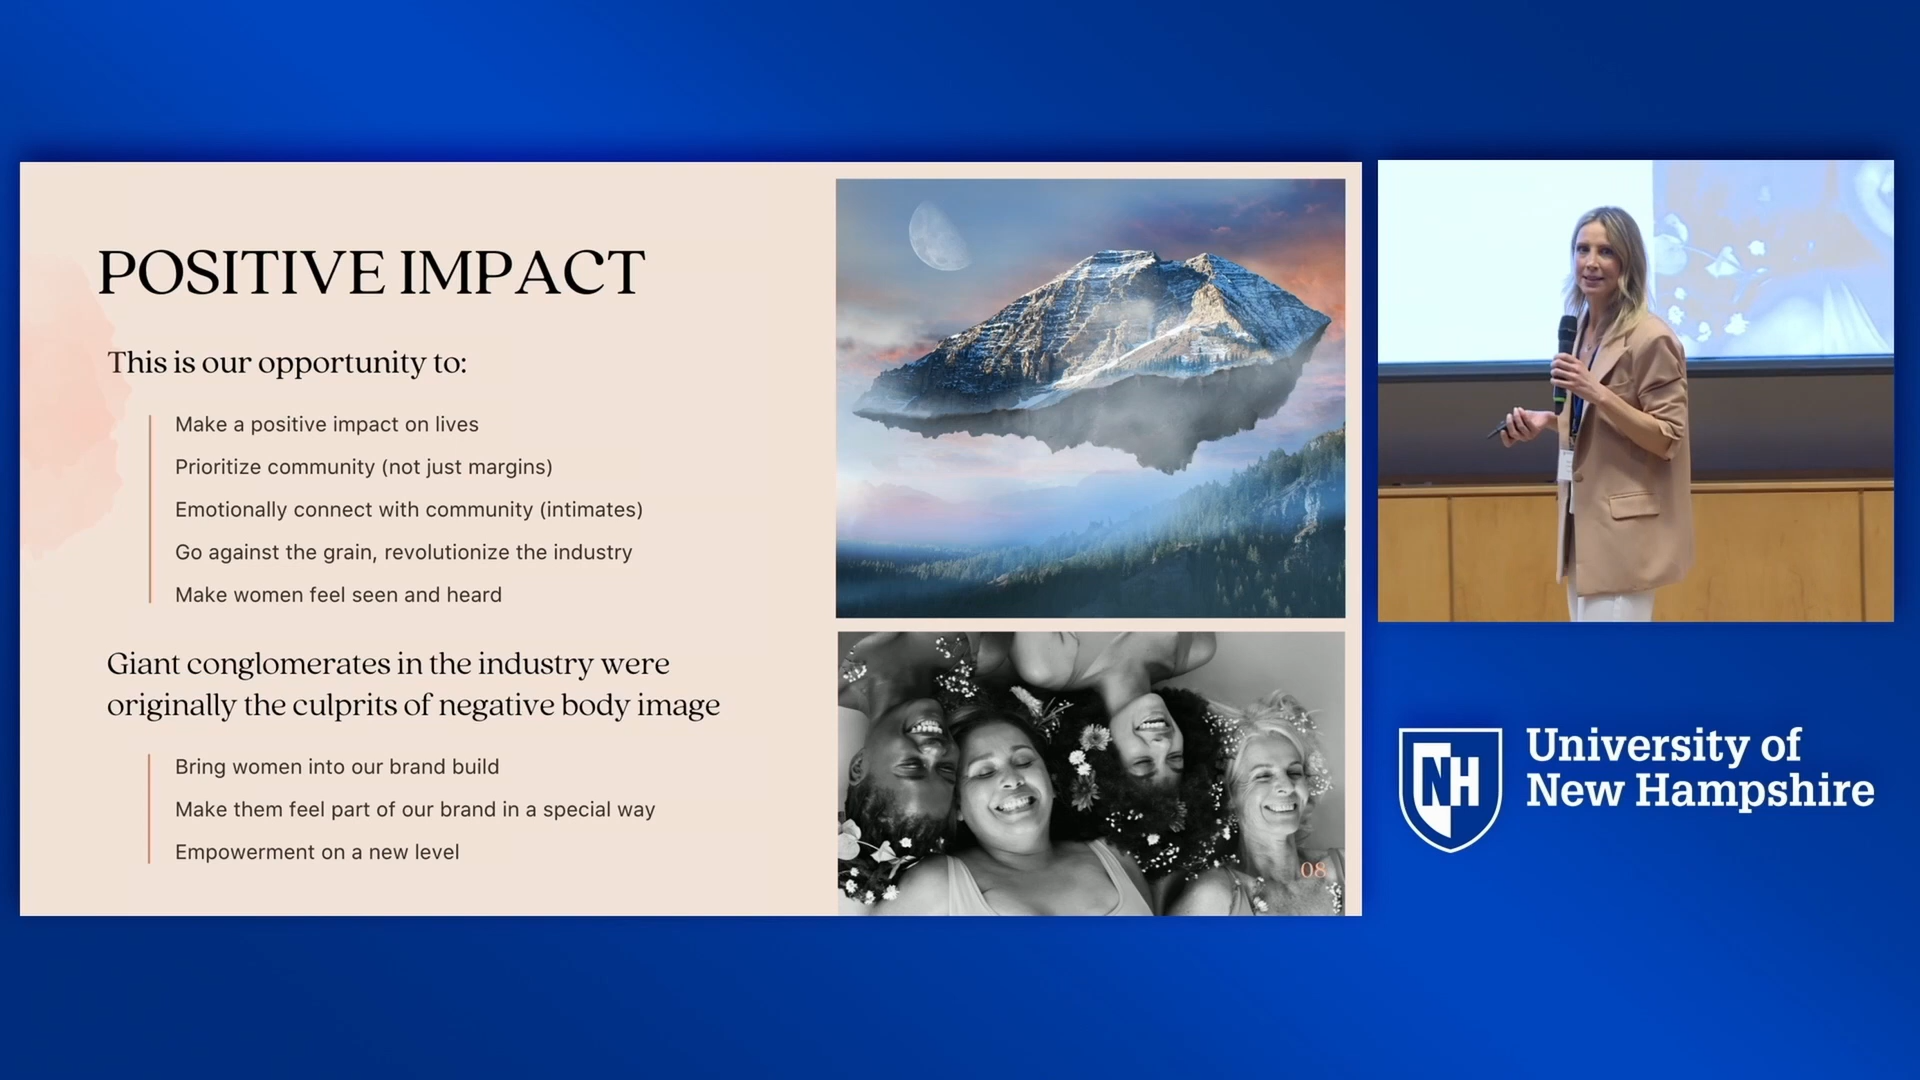 POSITIVE IMPACT
This is our opportunity to:
Make a positive impact on lives
Prioritize community (not just margins)
Emotionally connect with community (intimates)
Go against the grain, revolutionize the industry
Make women feel seen and heard
Giant conglomerates in the industry were
originally the culprits of negative body image
Bring women into our brand build
Make them feel part of our brand in a special way
Empowerment on a new level
08
NH
University of
New Hampshire